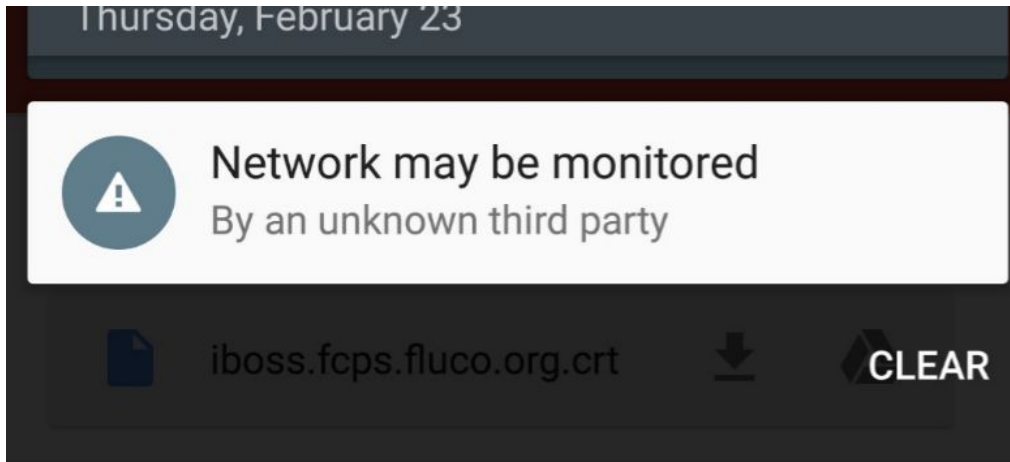 Thursday, February 23
Network may be monitored
By an unknown third party
iboss.fcps.fluco.org.crt
CLEAR